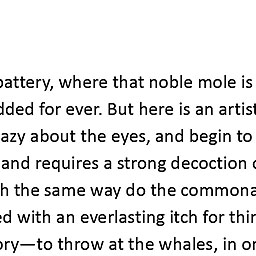 battery, where that noble mole is
dded for ever. But here is an artist
azy about the eyes, and begin to
and requires a strong decoction
h the same way do the commona
ed with an everlasting itch for thin
ory—to throw at the whales, in or